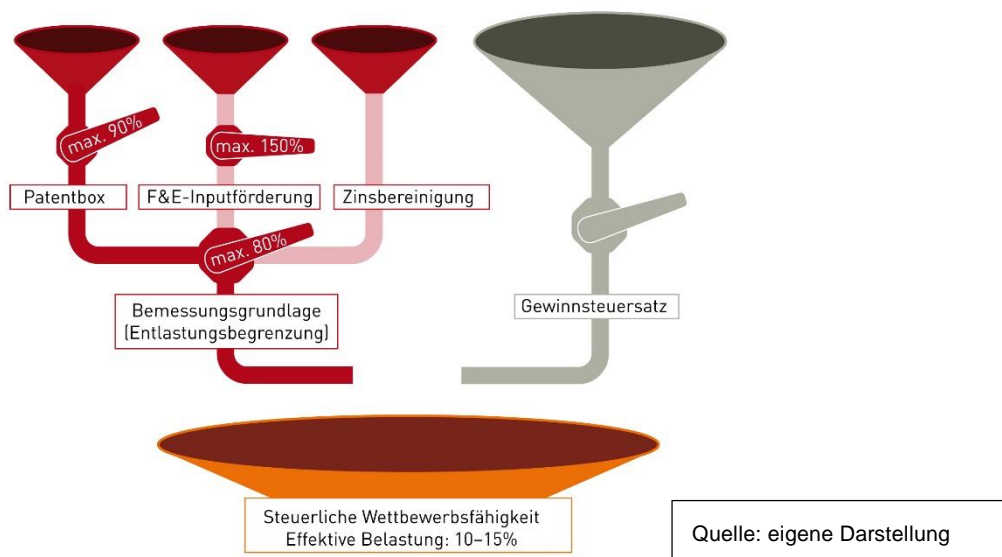 max. 90%
max. 150%
Patentbox
F&E-Inputförderung
Zinsbereinigung
max. 80%
Bemessungsgrundlage
(Entlastungsbegrenzung)
Gewinnsteuersatz
Steuerliche Wettbewerbsfähigkeit
Effektive Belastung: 10–15%
Quelle: eigene Darstellung